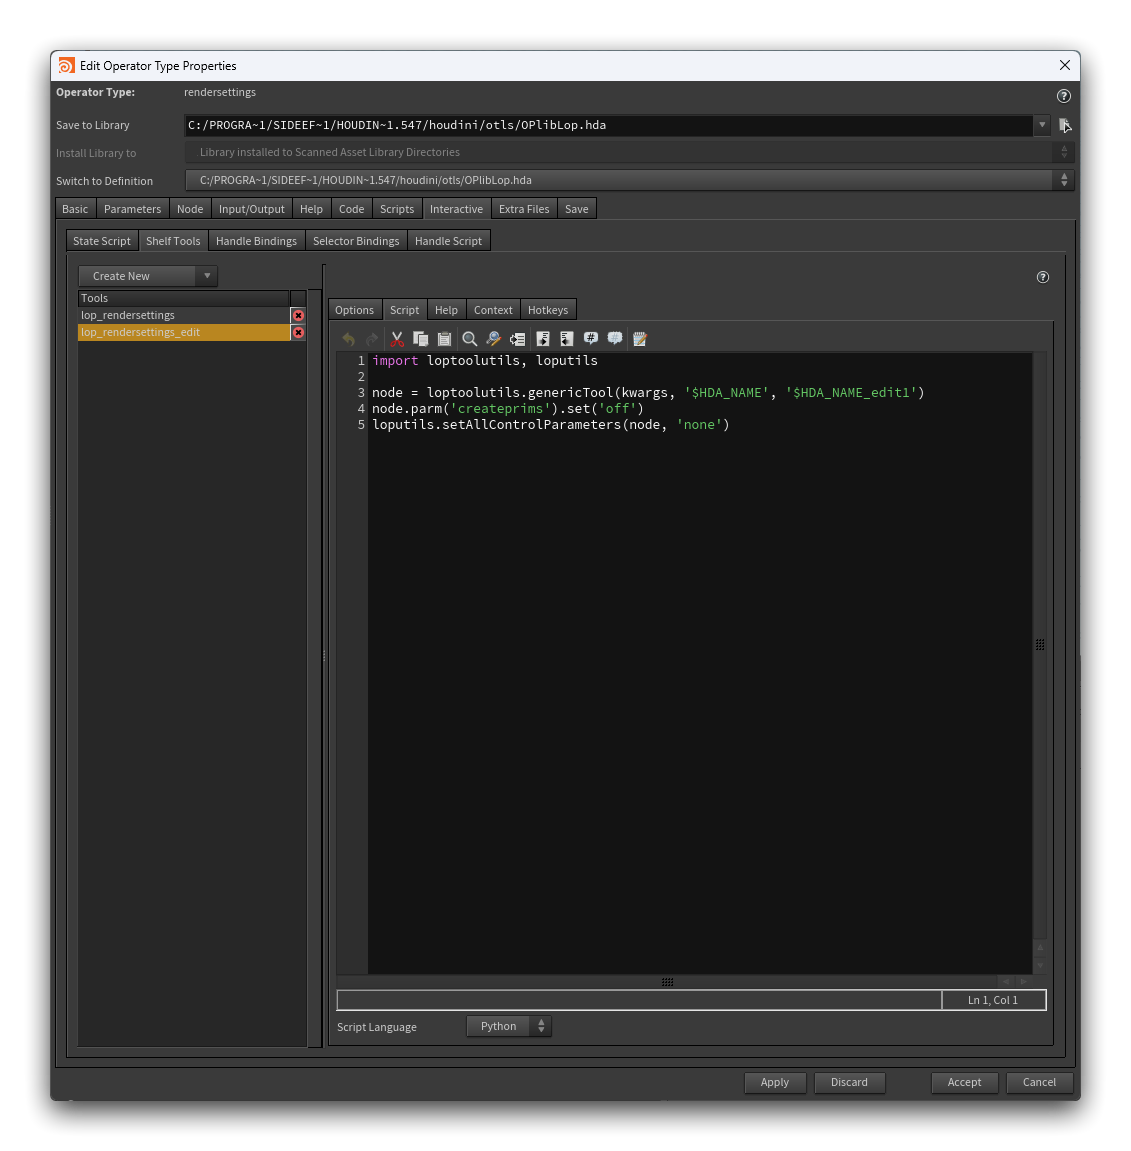 Edit Operator Type Properties
Operator Type: rendersettings
Save to Library C:/PROGRA~1/SIDEEF~1/HOUDIN~1.547/houdini/otls/OPlibLop.hda
Install Library to Library installed to Scanned Asset Library Directories
Switch to Definition C:/PROGRA~1/SIDEEF~1/HOUDIN~1.547/houdini/otls/OPlibLop.hda
Basic Parameters Node Input/Output Help Code Scripts Interactive Extra Files Save
State Script Shelf Tools Handle Bindings Selector Bindings Handle Script
Create New
Tools
lop_rendersettings
lop_rendersettings_edit
Options Script Help Context Hotkeys
1 import loptoolutils, loputils
2
3 node = loptoolutils.genericTool(kwargs, '$HDA_NAME', '$HDA_NAME_edit1')
4 node.parm('createprims').set('off')
5 loputils.setAllControlParameters(node, 'none')
Ln 1, Col 1
Script Language Python
Apply Discard Accept Cancel